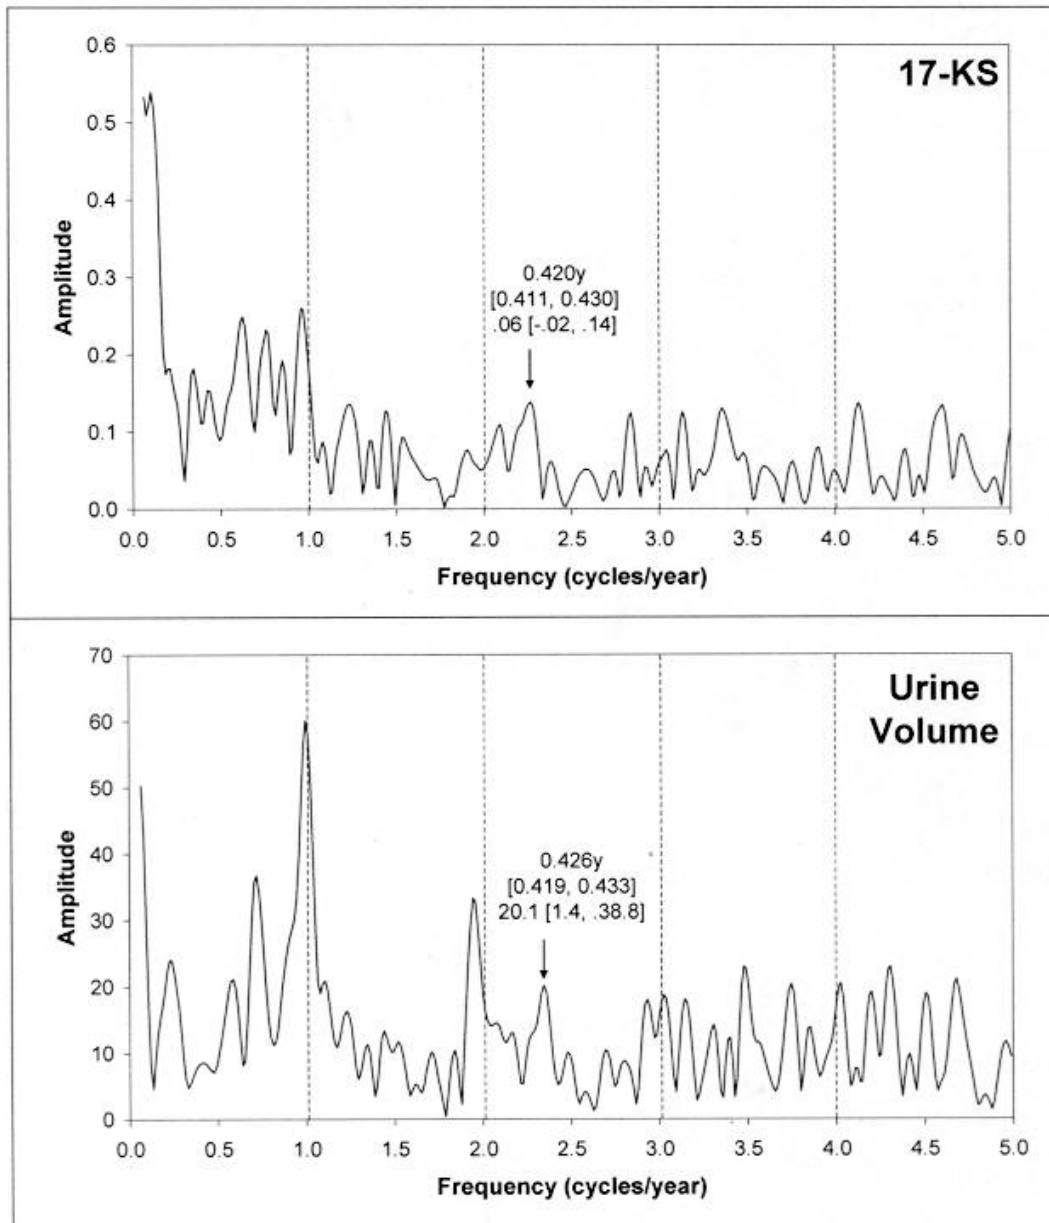 17-KS
0.6
0.5
0.4
0.3
0.2
0.1
0.0
Amplitude
0.420y
[0.411, 0.430]
.06 [-.02, .14]
0.0 0.5 1.0 1.5 2.0 2.5 3.0 3.5 4.0 4.5 5.0
Frequency (cycles/year)
Urine
Volume
70
60
50
40
30
20
10
0
Amplitude
0.426y
[0.419, 0.433]
20.1 [1.4, .38.8]
0.0 0.5 1.0 1.5 2.0 2.5 3.0 3.5 4.0 4.5 5.0
Frequency (cycles/year)